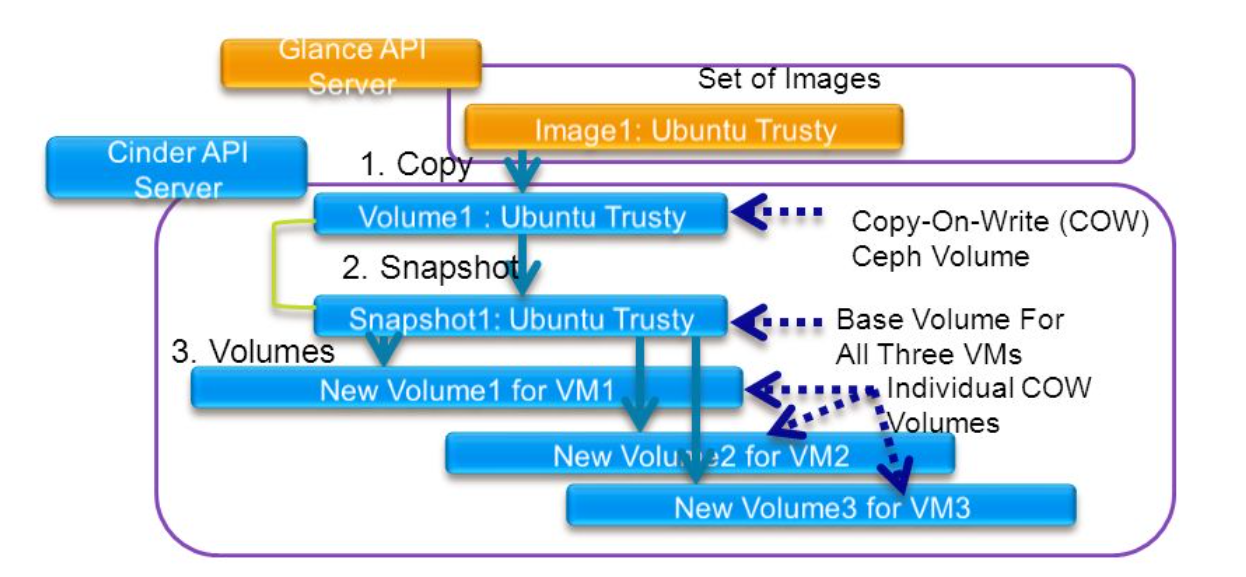 Glance API
Server
Set of Images
Image1: Ubuntu Trusty
Cinder API
Server
1. Copy
Volume1 : Ubuntu Trusty
Copy-On-Write (COW)
Ceph Volume
2. Snapshot
Snapshot1: Ubuntu Trusty
Base Volume For
All Three VMs
3. Volumes
New Volume1 for VM1
Individual COW
Volumes
New Volume2 for VM2
New Volume3 for VM3